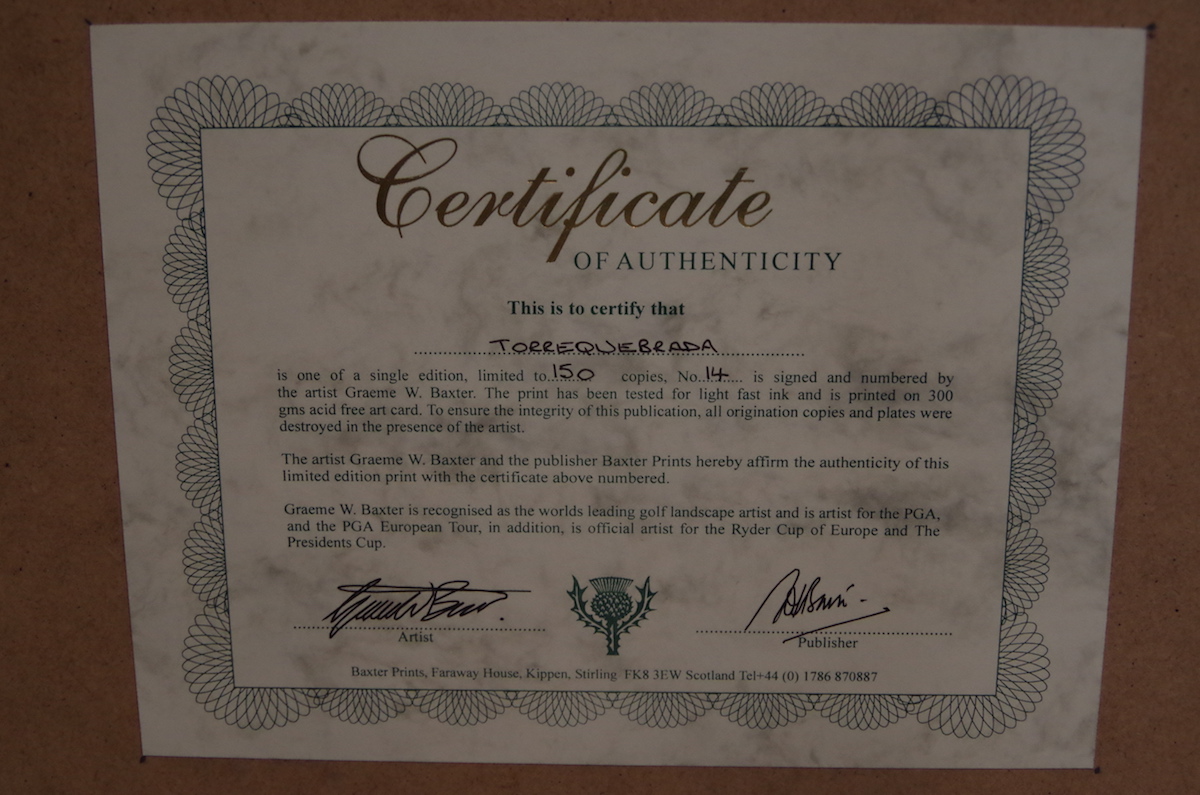 Certificate
OF AUTHENTICITY
This is to certify that
TORREQUEBRADA
is one of a single edition, limited to 150 copies, No. 14 is signed and numbered by
the artist Graeme W. Baxter. The print has been tested for light fast ink and is printed on 300
gms acid free art card. To ensure the integrity of this publication, all origination copies and plates were
destroyed in the presence of the artist.
The artist Graeme W. Baxter and the publisher Baxter Prints hereby affirm the authenticity of this
limited edition print with the certificate above numbered.
Graeme W. Baxter is recognised as the worlds leading golf landscape artist and is artist for the PGA,
and the PGA European Tour, in addition, is official artist for the Ryder Cup of Europe and The
Presidents Cup.
Artist
Publisher
Baxter Prints, Faraway House, Kippen, Stirling FK8 3EW Scotland Tel+44 (0) 1786 870887